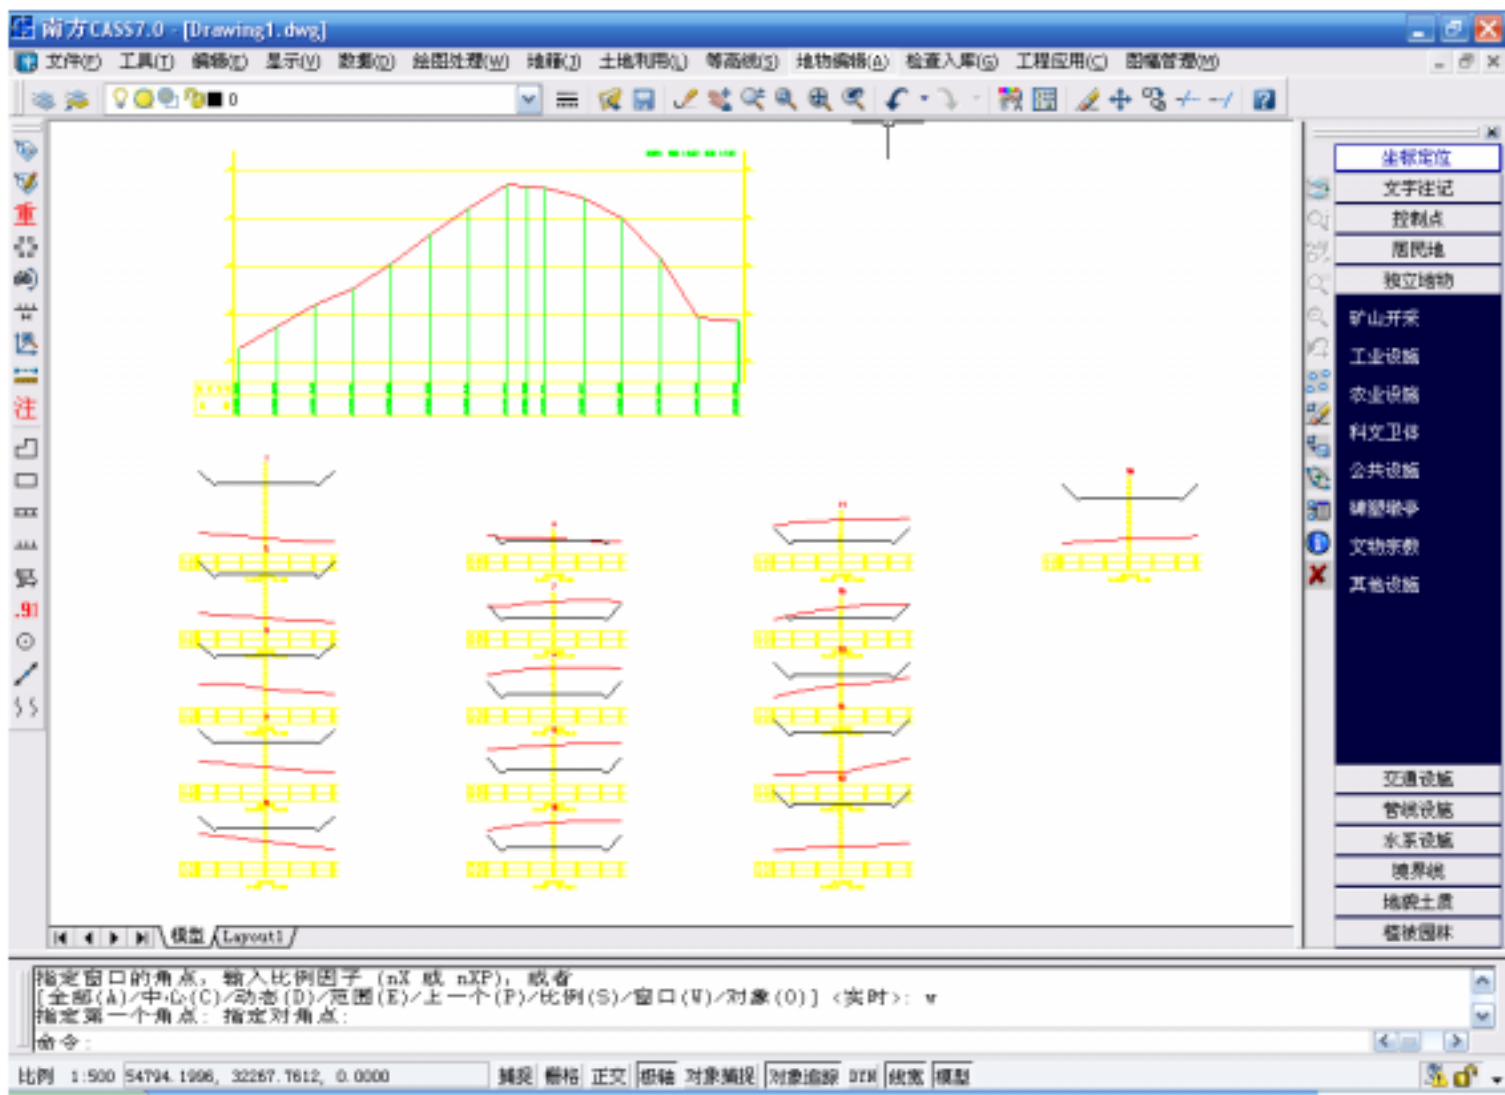 南方CASS7.0 - [Drawing1.dwg]
文件(F) 工具(T) 编辑(E) 显示(V) 数据(D) 绘图处理(W) 地籍(J) 土地利用(L) 等高线(S) 地物编辑(A) 检查入库(G) 工程应用(C) 图幅管理(M)
0
重
注
.91
坐标定位
文字注记
控制点
居民地
独立地物
矿山开采
工业设施
农业设施
科文卫体
公共设施
碑塑墩亭
文物宗教
其他设施
交通设施
管线设施
水系设施
境界线
地貌土质
植被园林
模型 Layout1
指定窗口的角点，输入比例因子 (nX 或 nXP)，或者
[全部(A)/中心(C)/动态(D)/范围(E)/上一个(P)/比例(S)/窗口(W)/对象(O)] <实时>: w
指定第一个角点: 指定对角点:
命令:
比例 1:500 54794.1996, 32267.7612, 0.0000 捕捉 栅格 正交 极轴 对象捕捉 对象追踪 DYN 线宽 模型